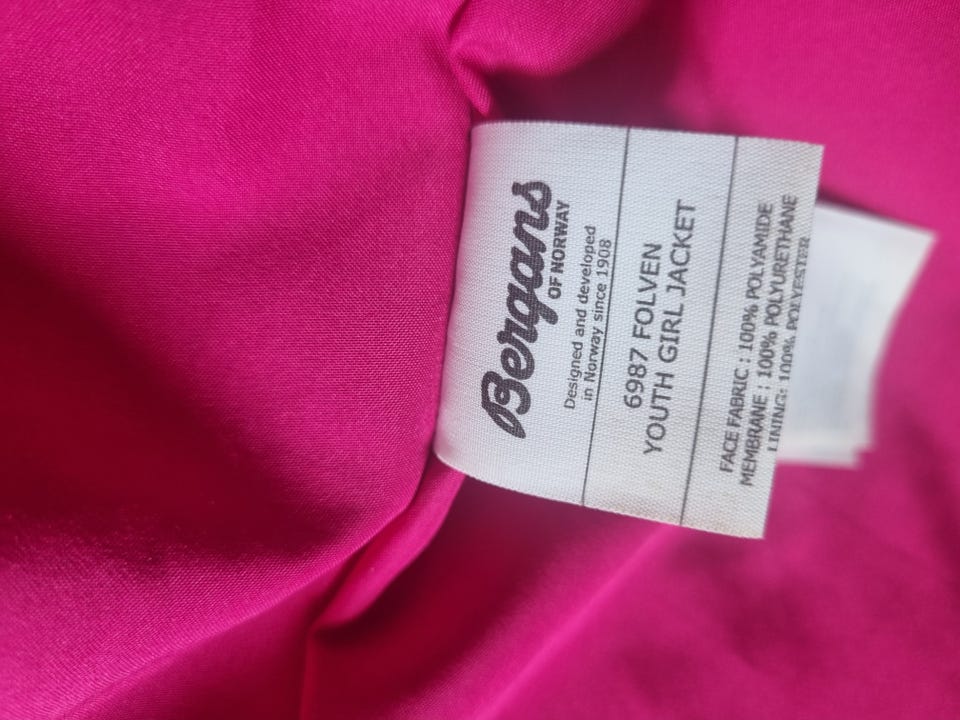 Bergans
OF NORWAY
Designed and developed
in Norway since 1908
6987 FOLVEN
YOUTH GIRL JACKET
FACE FABRIC : 100% POLYAMIDE
MEMBRANE : 100% POLYURETHANE
LINING: 100% POLYESTER